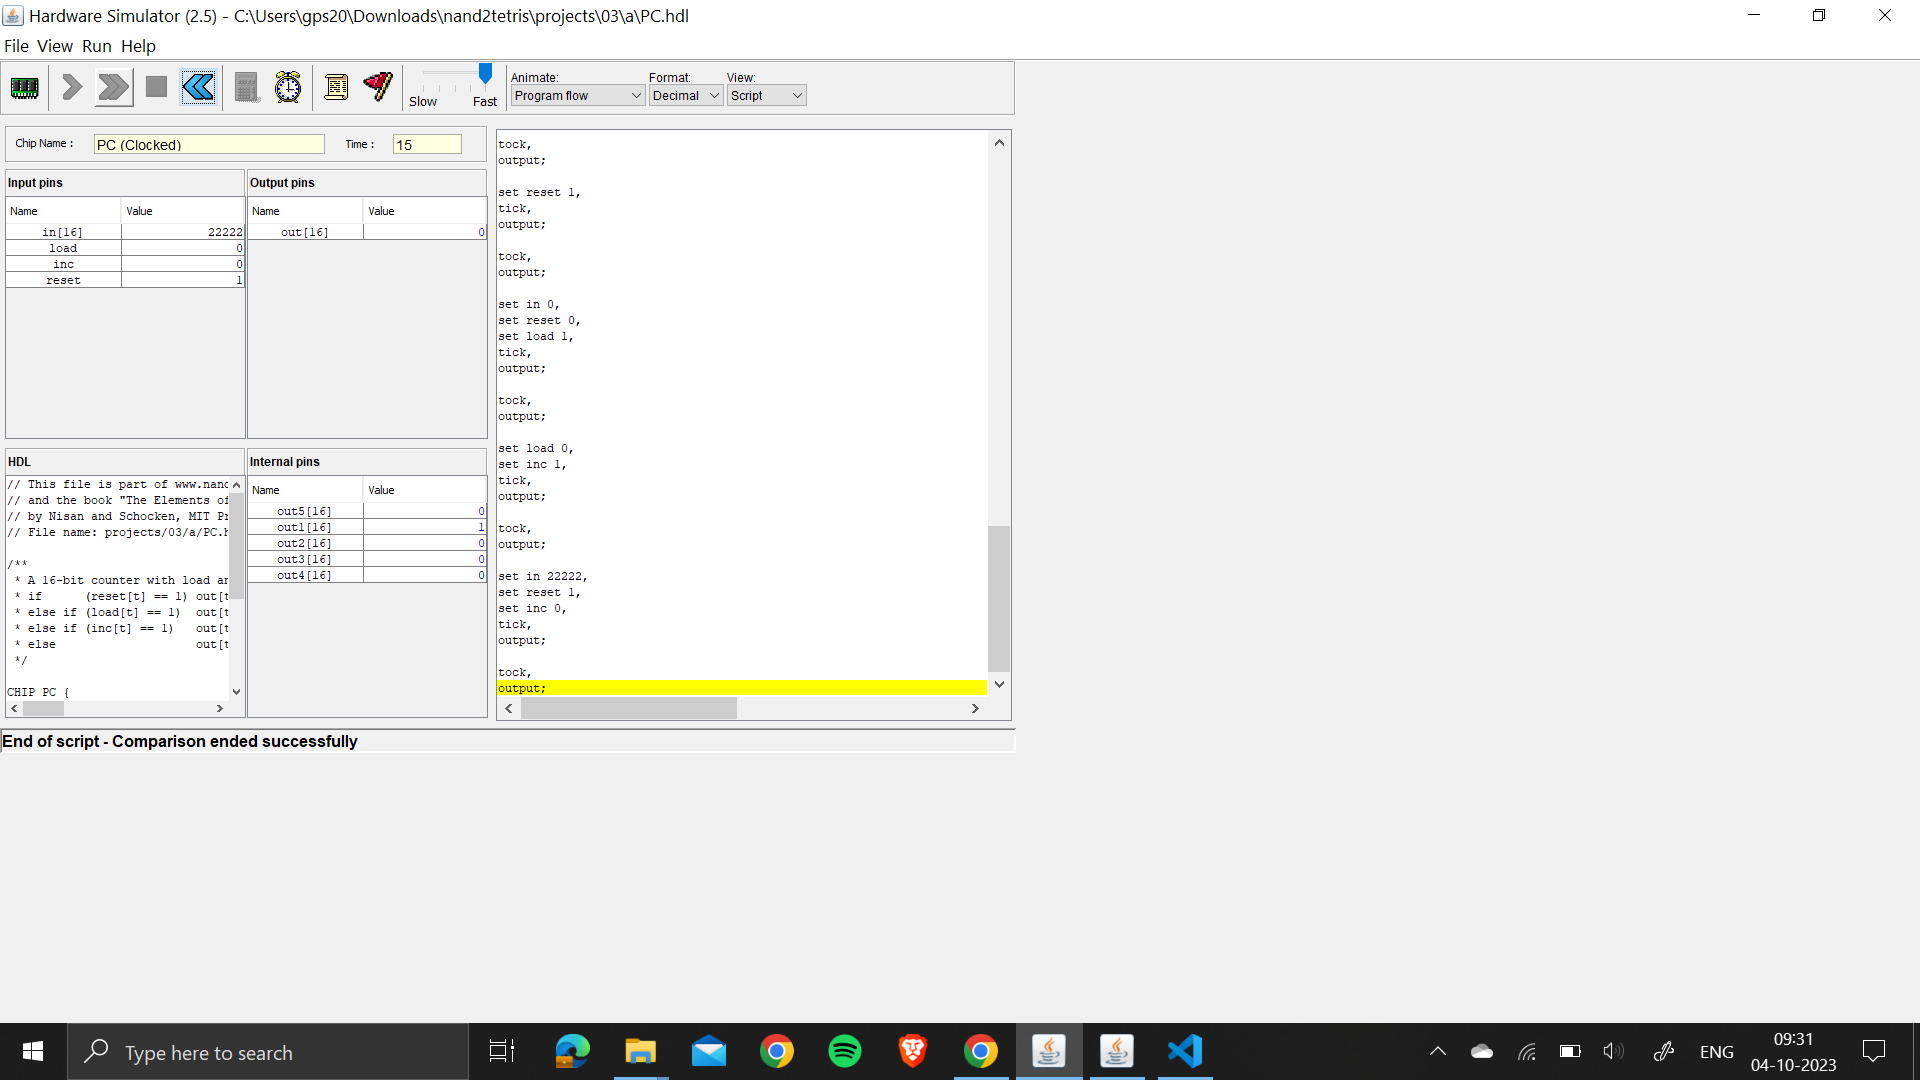 Hardware Simulator (2.5) - C:\Users\gps20\Downloads\nand2tetris\projects\03\a\PC.hdl
File View Run Help
Slow Fast
Animate: Format: View:
Program flow Decimal Script
Chip Name : PC (Clocked) Time : 15
Input pins
Name Value
in[16] 22222
load 0
inc 0
reset 1
Output pins
Name Value
out[16] 0
HDL
// This file is part of www.nand
// and the book "The Elements of
// by Nisan and Schocken, MIT Pr
// File name: projects/03/a/PC.h
/**
* A 16-bit counter with load an
* if (reset[t] == 1) out[t
* else if (load[t] == 1) out[t
* else if (inc[t] == 1) out[t
* else out[t
*/
CHIP PC {
Internal pins
Name Value
out5[16] 0
out1[16] 1
out2[16] 0
out3[16] 0
out4[16] 0
tock,
output;
set reset 1,
tick,
output;
tock,
output;
set in 0,
set reset 0,
set load 1,
tick,
output;
tock,
output;
set load 0,
set inc 1,
tick,
output;
tock,
output;
set in 22222,
set reset 1,
set inc 0,
tick,
output;
tock,
output;
End of script - Comparison ended successfully
Type here to search
ENG
09:31
04-10-2023